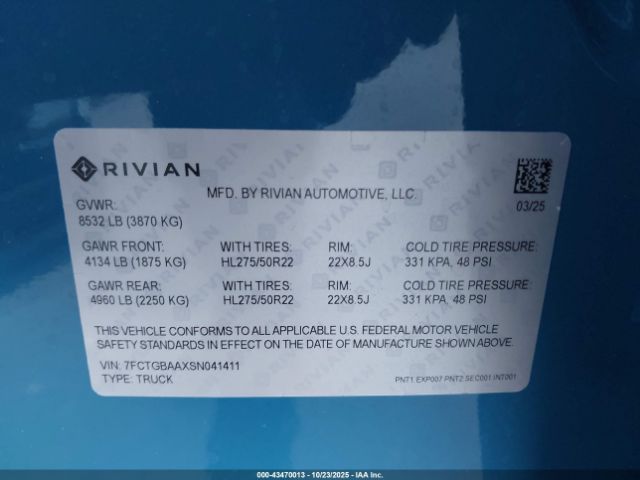 RIVIAN
MFD. BY RIVIAN AUTOMOTIVE, LLC.
03/25
GVWR:
8532 LB (3870 KG)
GAWR FRONT: WITH TIRES: RIM: COLD TIRE PRESSURE:
4134 LB (1875 KG) HL275/50R22 22X8.5J 331 KPA, 48 PSI
GAWR REAR: WITH TIRES: RIM: COLD TIRE PRESSURE:
4960 LB (2250 KG) HL275/50R22 22X8.5J 331 KPA, 48 PSI
THIS VEHICLE CONFORMS TO ALL APPLICABLE U.S. FEDERAL MOTOR VEHICLE
SAFETY STANDARDS IN EFFECT ON THE DATE OF MANUFACTURE SHOWN ABOVE.
VIN: 7FCTGBAAXSN041411
TYPE: TRUCK
PNT1:EXP007 PNT2:SEC001 INT001
000-43470013 - 10/23/2025 - IAAI Inc.